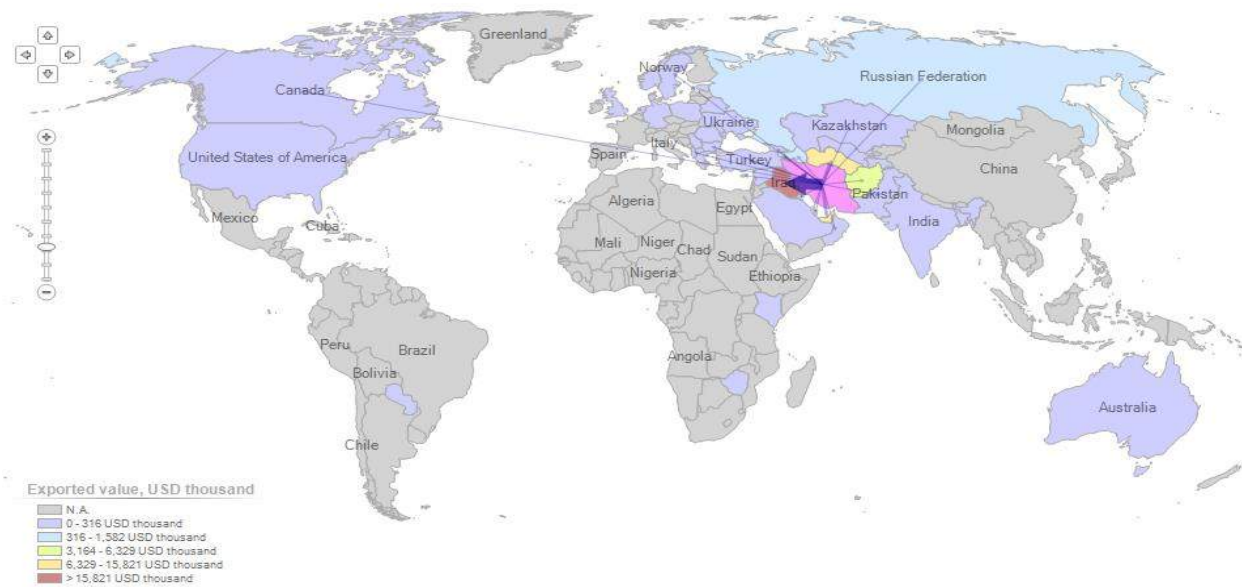 Greenland
Norway
Russian Federation
Canada
Ukraine
Kazakhstan
Mongolia
United States of America
Italy
Spain
Turkey
China
Iran
Pakistan
Algeria
Egypt
India
Mexico
Cuba
Mali
Niger
Chad
Sudan
Nigeria
Ethiopia
Peru
Brazil
Angola
Bolivia
Australia
Chile
Exported value, USD thousand
N.A.
0 - 316 USD thousand
316 - 1,582 USD thousand
3,164 - 6,329 USD thousand
6,329 - 15,821 USD thousand
> 15,821 USD thousand